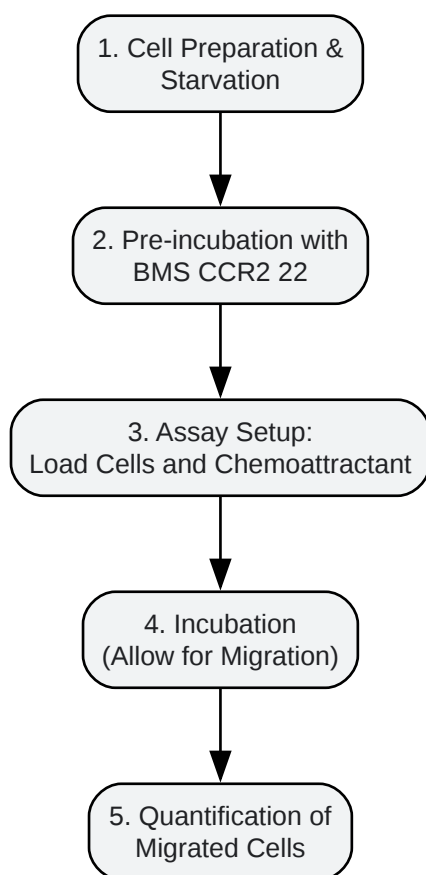 1. Cell Preparation &
Starvation
2. Pre-incubation with
BMS CCR2 22
3. Assay Setup:
Load Cells and Chemoattractant
4. Incubation
(Allow for Migration)
5. Quantification of
Migrated Cells